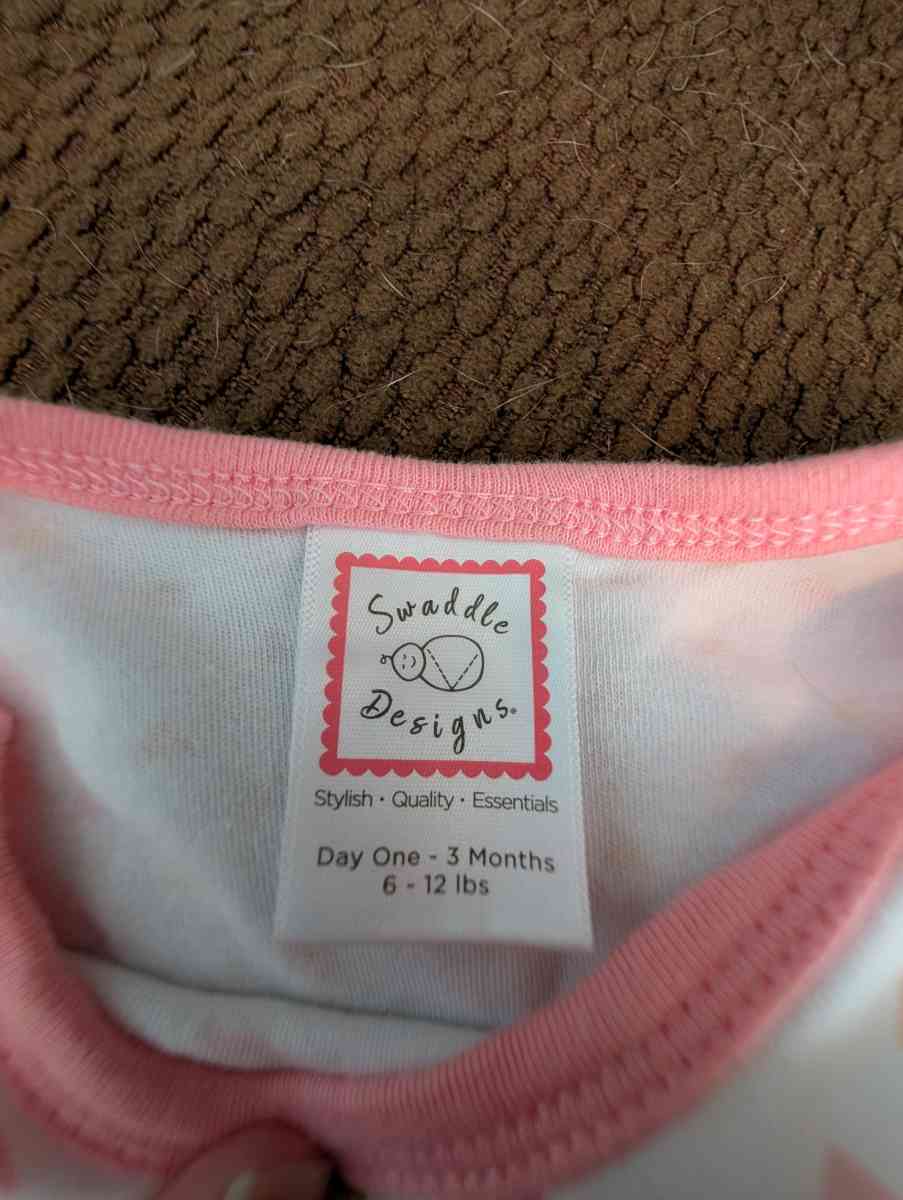 Swaddle
Designs®
Stylish · Quality · Essentials
Day One - 3 Months
6 - 12 lbs